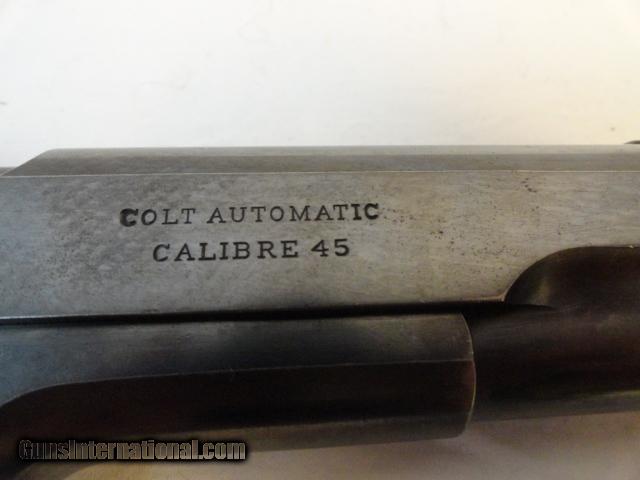 COLT AUTOMATIC
CALIBRE 45
GunsInternational.com